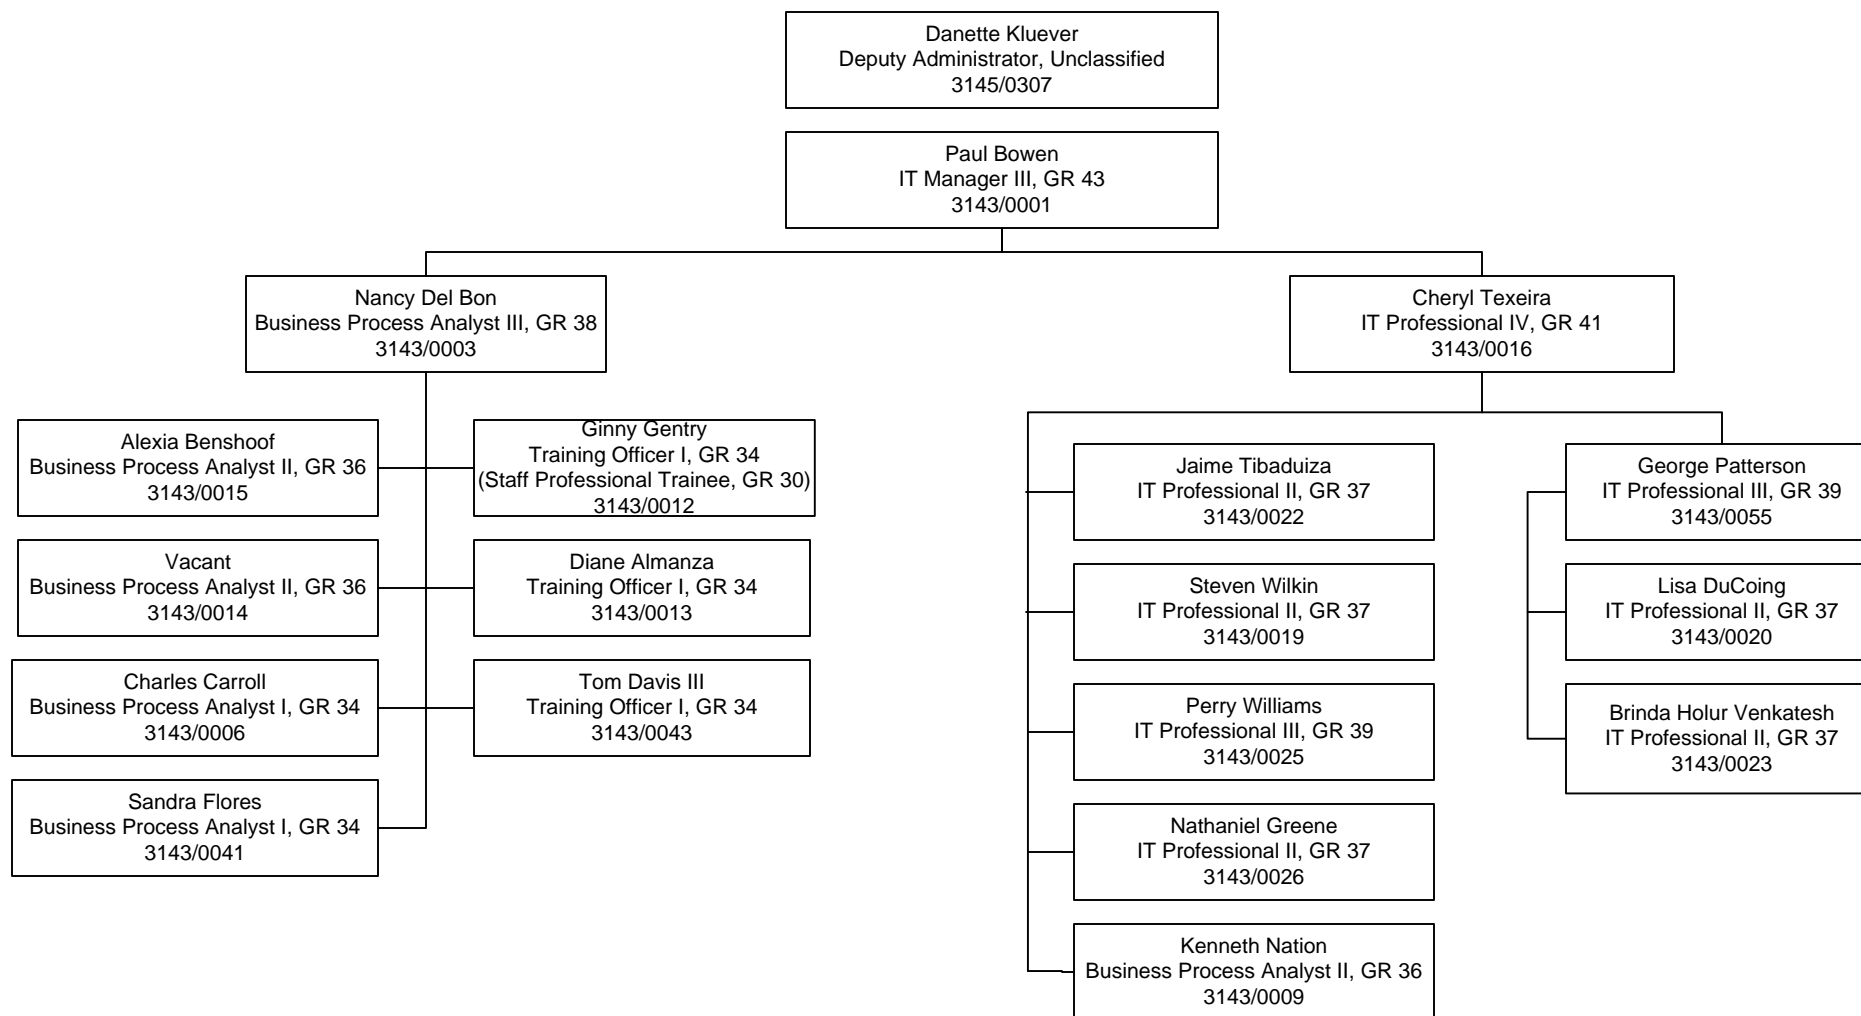 Danette Kluever
Deputy Administrator, Unclassified
3145/0307
Paul Bowen
IT Manager III, GR 43
3143/0001
Nancy Del Bon
Business Process Analyst III, GR 38
3143/0003
Cheryl Texeira
IT Professional IV, GR 41
3143/0016
Alexia Benshoof
Business Process Analyst II, GR 36
3143/0015
Ginny Gentry
Training Officer I, GR 34
(Staff Professional Trainee, GR 30)
3143/0012
Vacant
Business Process Analyst II, GR 36
3143/0014
Diane Almanza
Training Officer I, GR 34
3143/0013
Charles Carroll
Business Process Analyst I, GR 34
3143/0006
Tom Davis III
Training Officer I, GR 34
3143/0043
Sandra Flores
Business Process Analyst I, GR 34
3143/0041
Jaime Tibaduiza
IT Professional II, GR 37
3143/0022
Steven Wilkin
IT Professional II, GR 37
3143/0019
Perry Williams
IT Professional III, GR 39
3143/0025
Nathaniel Greene
IT Professional II, GR 37
3143/0026
Kenneth Nation
Business Process Analyst II, GR 36
3143/0009
George Patterson
IT Professional III, GR 39
3143/0055
Lisa DuCoing
IT Professional II, GR 37
3143/0020
Brinda Holur Venkatesh
IT Professional II, GR 37
3143/0023